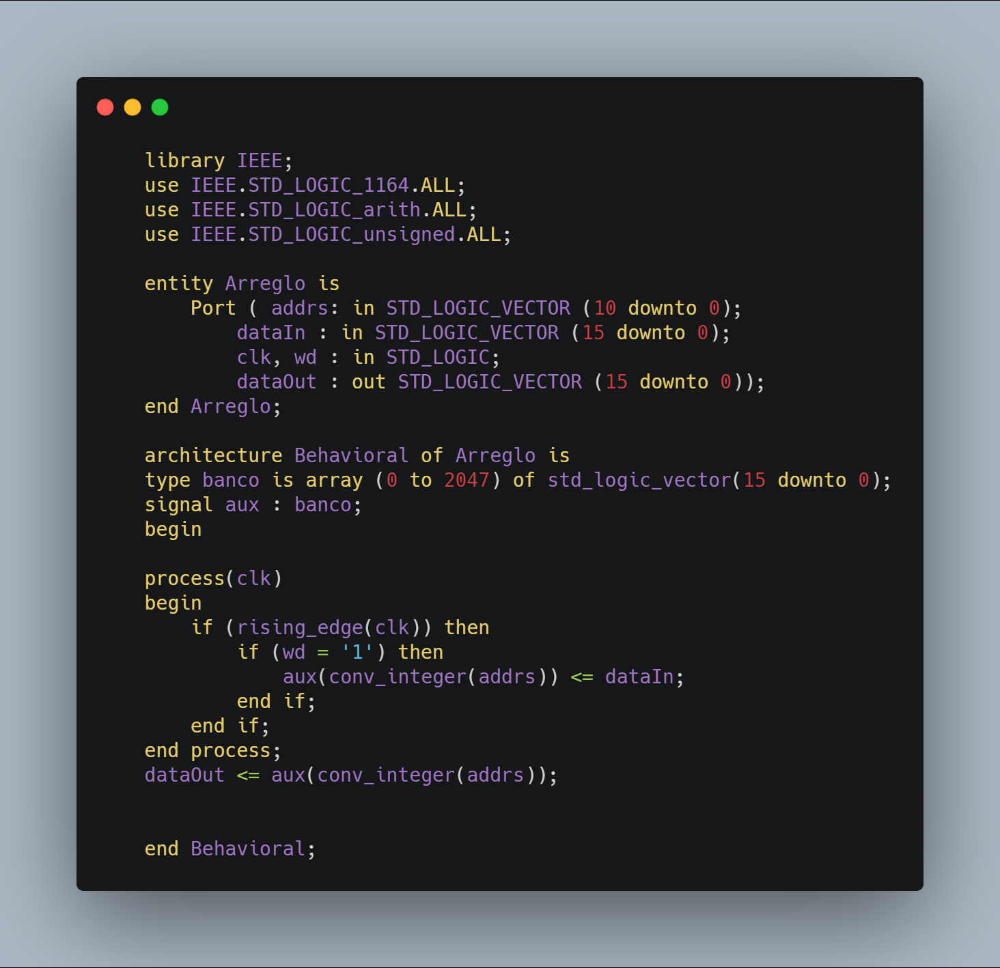 library IEEE;
use IEEE.STD_LOGIC_1164.ALL;
use IEEE.STD_LOGIC_arith.ALL;
use IEEE.STD_LOGIC_unsigned.ALL;

entity Arreglo is
    Port ( addrs: in STD_LOGIC_VECTOR (10 downto 0);
        dataIn : in STD_LOGIC_VECTOR (15 downto 0);
        clk, wd : in STD_LOGIC;
        dataOut : out STD_LOGIC_VECTOR (15 downto 0));
end Arreglo;

architecture Behavioral of Arreglo is
type banco is array (0 to 2047) of std_logic_vector(15 downto 0);
signal aux : banco;
begin

process(clk)
begin
    if (rising_edge(clk)) then
        if (wd = '1') then
            aux(conv_integer(addrs)) <= dataIn;
        end if;
    end if;
end process;
dataOut <= aux(conv_integer(addrs));


end Behavioral;